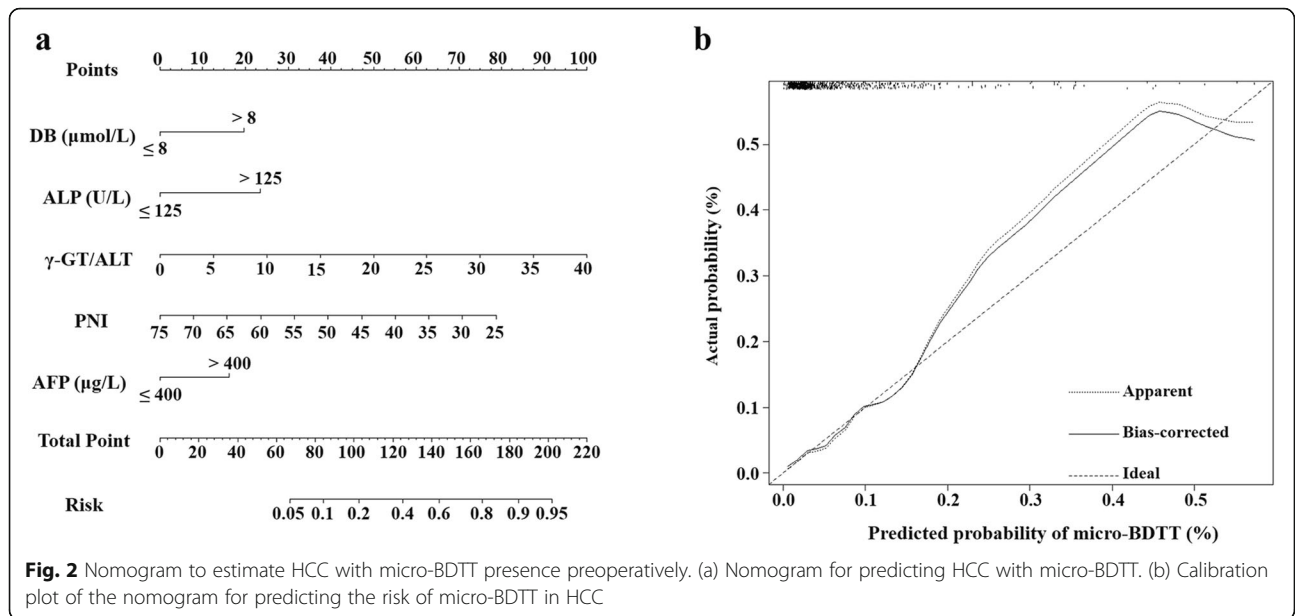 a
0 10 20 30 40 50 60 70 80 90 100
Points
> 8
DB (μmol/L)
≤ 8
> 125
ALP (U/L)
≤ 125
γ-GT/ALT
0 5 10 15 20 25 30 35 40
PNI
75 70 65 60 55 50 45 40 35 30 25
> 400
AFP (μg/L)
≤ 400
Total Point
0 20 40 60 80 100 120 140 160 180 200 220
Risk
0.05 0.1 0.2 0.4 0.6 0.8 0.9 0.95
b
Actual probability (%)
0.5
0.4
0.3
0.2
0.1
0.0
Apparent
Bias-corrected
Ideal
0.0 0.1 0.2 0.3 0.4 0.5
Predicted probability of micro-BDTT (%)
Fig. 2 Nomogram to estimate HCC with micro-BDTT presence preoperatively. (a) Nomogram for predicting HCC with micro-BDTT. (b) Calibration
plot of the nomogram for predicting the risk of micro-BDTT in HCC